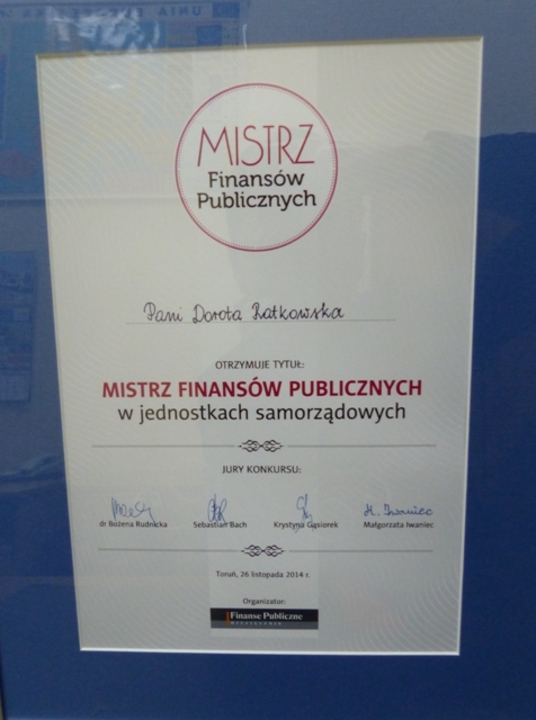 MISTRZ
Finansów
Publicznych
Pani Dorota Ratkowska
OTRZYMUJE TYTUŁ:
MISTRZ FINANSÓW PUBLICZNYCH
w jednostkach samorządowych
JURY KONKURSU:
H. Iwaniec
dr Bożena Rudnicka Sebastian Bach Krystyna Gąsiorek Małgorzata Iwaniec
Toruń, 26 listopada 2014 r.
Organizator:
Finanse Publiczne